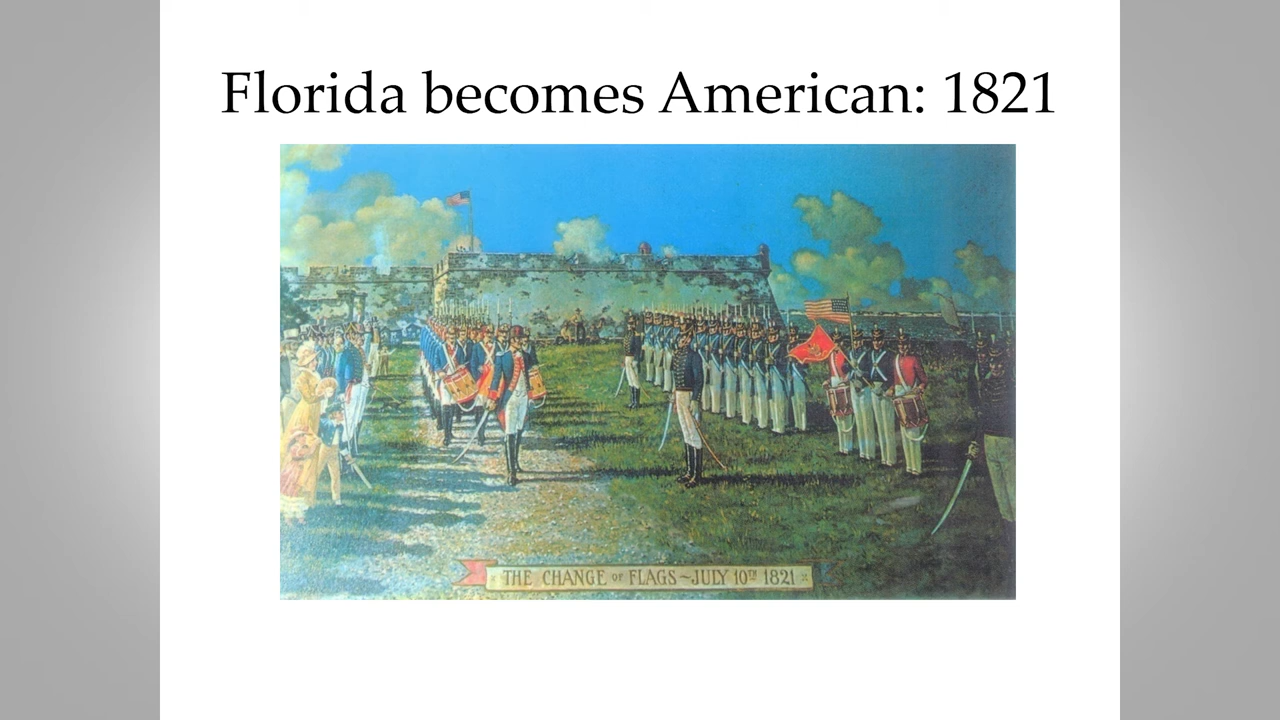 Florida becomes American: 1821
THE CHANGE OF FLAGS ~ JULY 10TH 1821